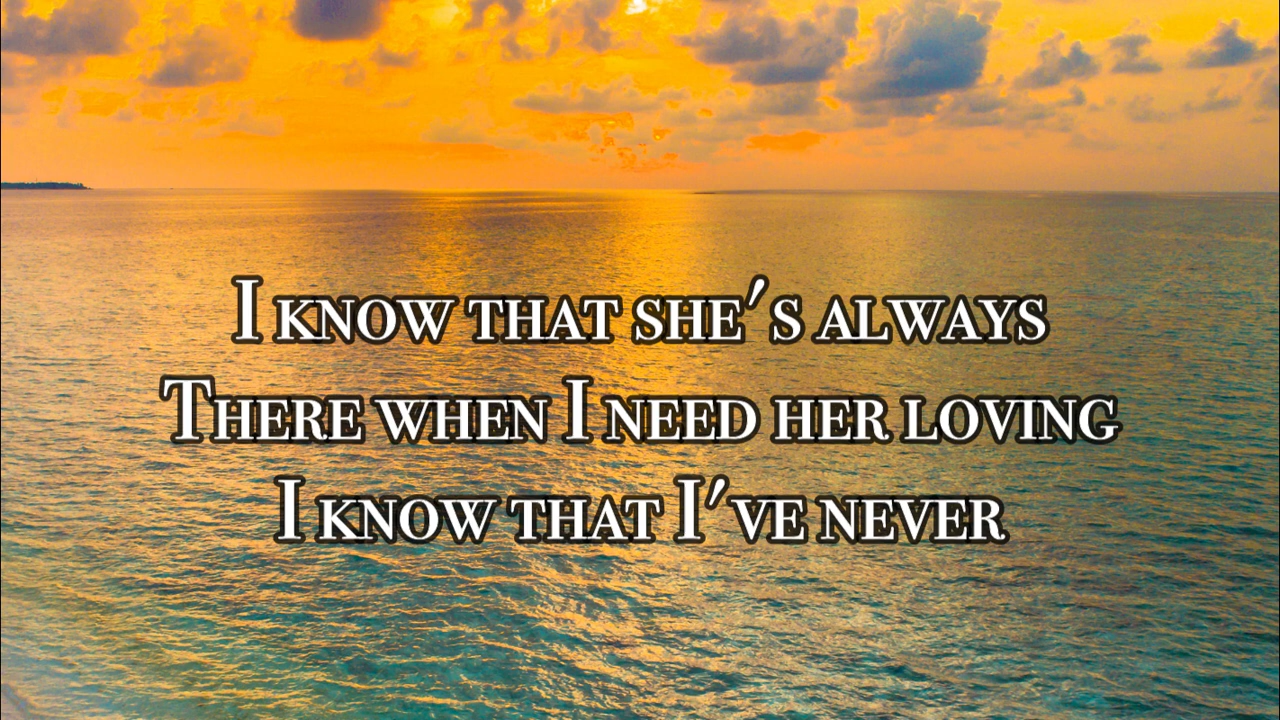 I know that she's always
There when I need her loving
I know that I've never